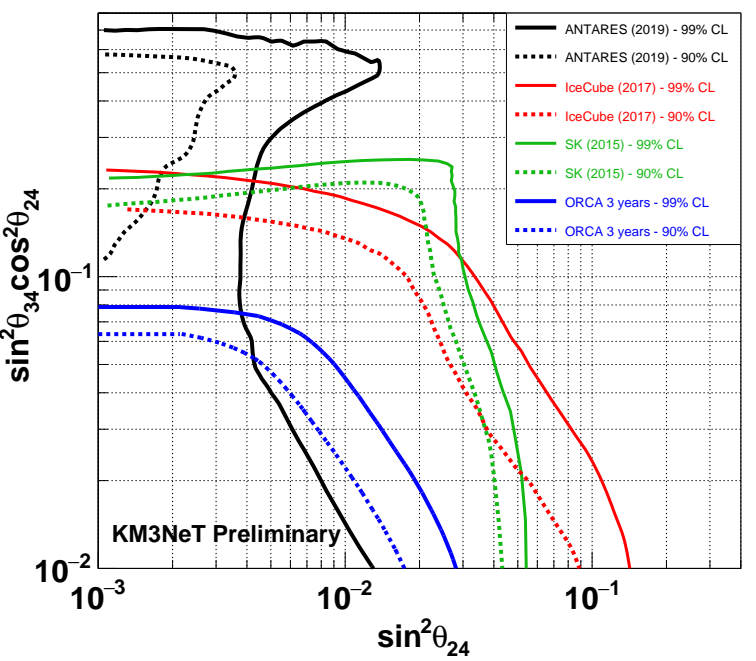 ANTARES (2019) - 99% CL
ANTARES (2019) - 90% CL
IceCube (2017) - 99% CL
IceCube (2017) - 90% CL
SK (2015) - 99% CL
SK (2015) - 90% CL
ORCA 3 years - 99% CL
ORCA 3 years - 90% CL
sin²θ₃₄cos²θ₂₄
10⁻¹
10⁻²
KM3NeT Preliminary
10⁻³ 10⁻² 10⁻¹
sin²θ₂₄